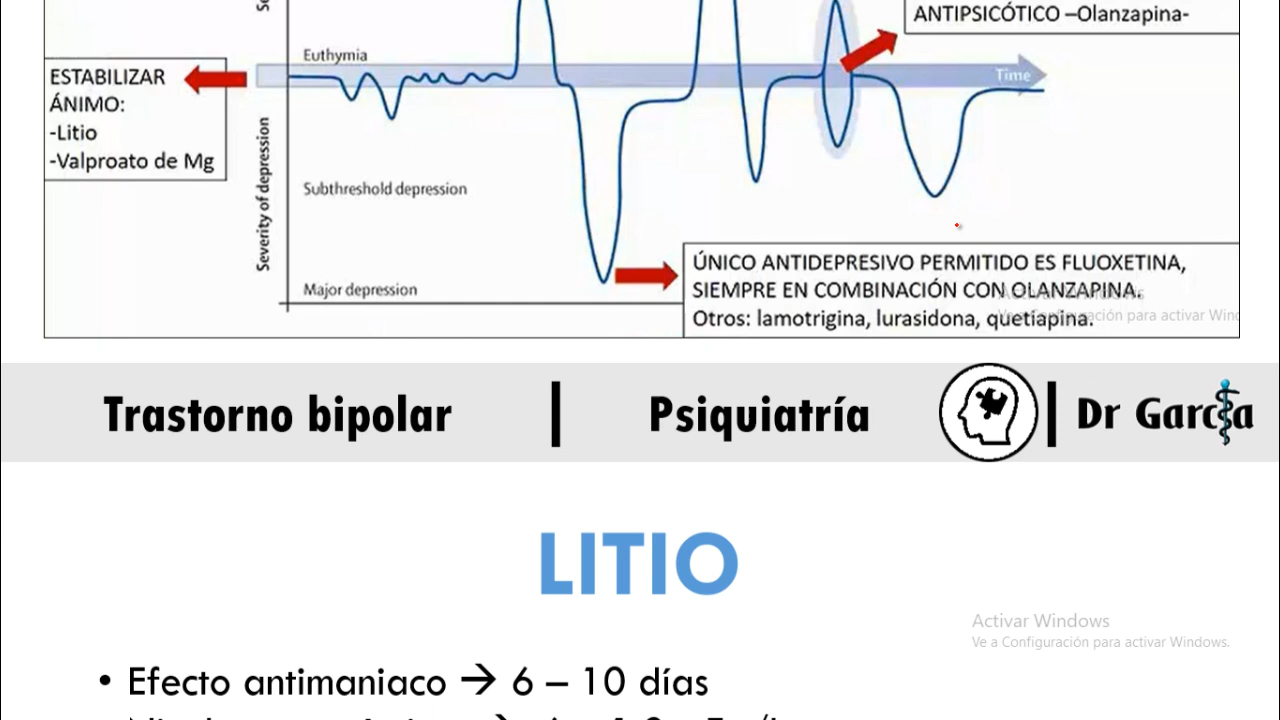 Se
ANTIPSICÓTICO –Olanzapina-
Euthymia
Time
ESTABILIZAR
ÁNIMO:
-Litio
-Valproato de Mg
Severity of depression
Subthreshold depression
Major depression
ÚNICO ANTIDEPRESIVO PERMITIDO ES FLUOXETINA,
SIEMPRE EN COMBINACIÓN CON OLANZAPINA.
Otros: lamotrigina, lurasidona, quetiapina.
Trastorno bipolar | Psiquiatría | Dr García
LITIO
Activar Windows
Ve a Configuración para activar Windows.
• Efecto antimaniaco → 6 – 10 días